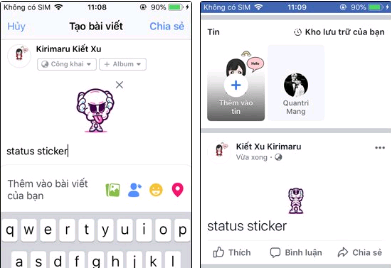 Không có SIM 11:08 90%
Hủy Tạo bài viết Chia sẻ
Kirimaru Kiết Xu
Công khai + Album
status sticker
Thêm vào bài viết
của bạn
q w e r t y u i o p
a s d f g h j k l
Không có SIM 11:09 90%
Tin Kho lưu trữ của bạn
Hello
Thêm vào
tin
Quantri
Mang
Kiết Xu Kirimaru
Vừa xong
status sticker
Thích Bình luận Chia sẻ